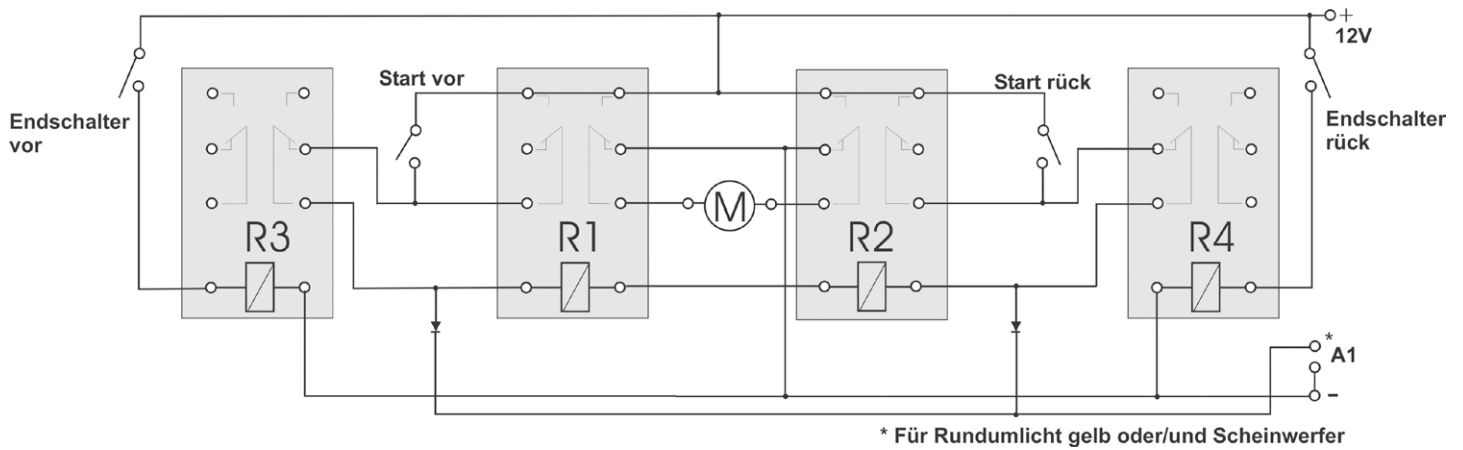 +
12V
Start vor
Start rück
Endschalter
vor
Endschalter
rück
M
R3
R1
R2
R4
*
A1
-
* Für Rundumlicht gelb oder/und Scheinwerfer